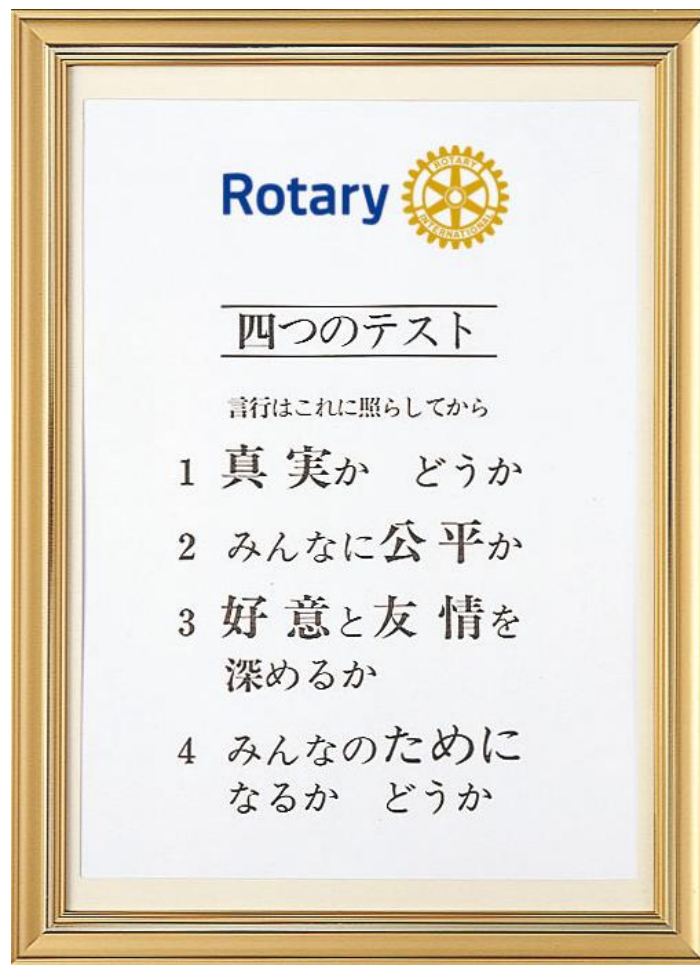 Rotary
ROTARY
INTERNATIONAL
四つのテスト
言行はこれに照らしてから
1 真実か どうか
2 みんなに公平か
3 好意と友情を
深めるか
4 みんなのために
なるか どうか